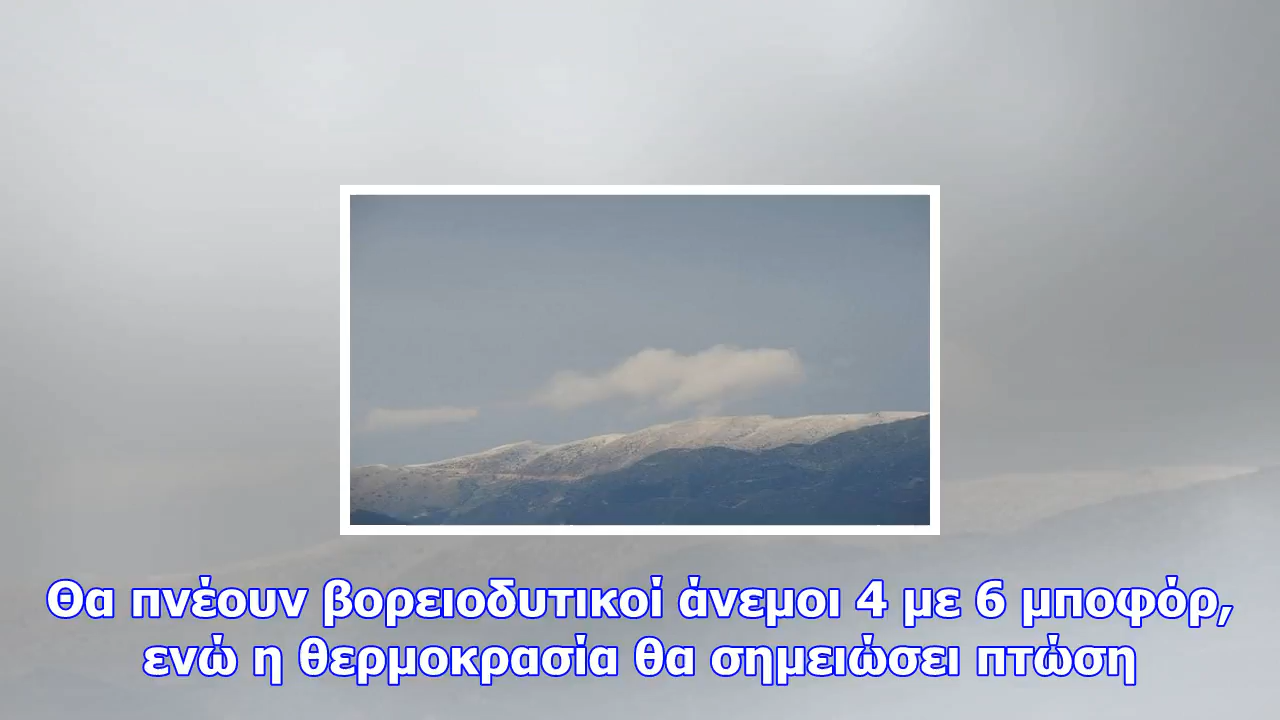 Θα πνέουν βορειοδυτικοί άνεμοι 4 με 6 μποφόρ,
ενώ η θερμοκρασία θα σημειώσει πτώση